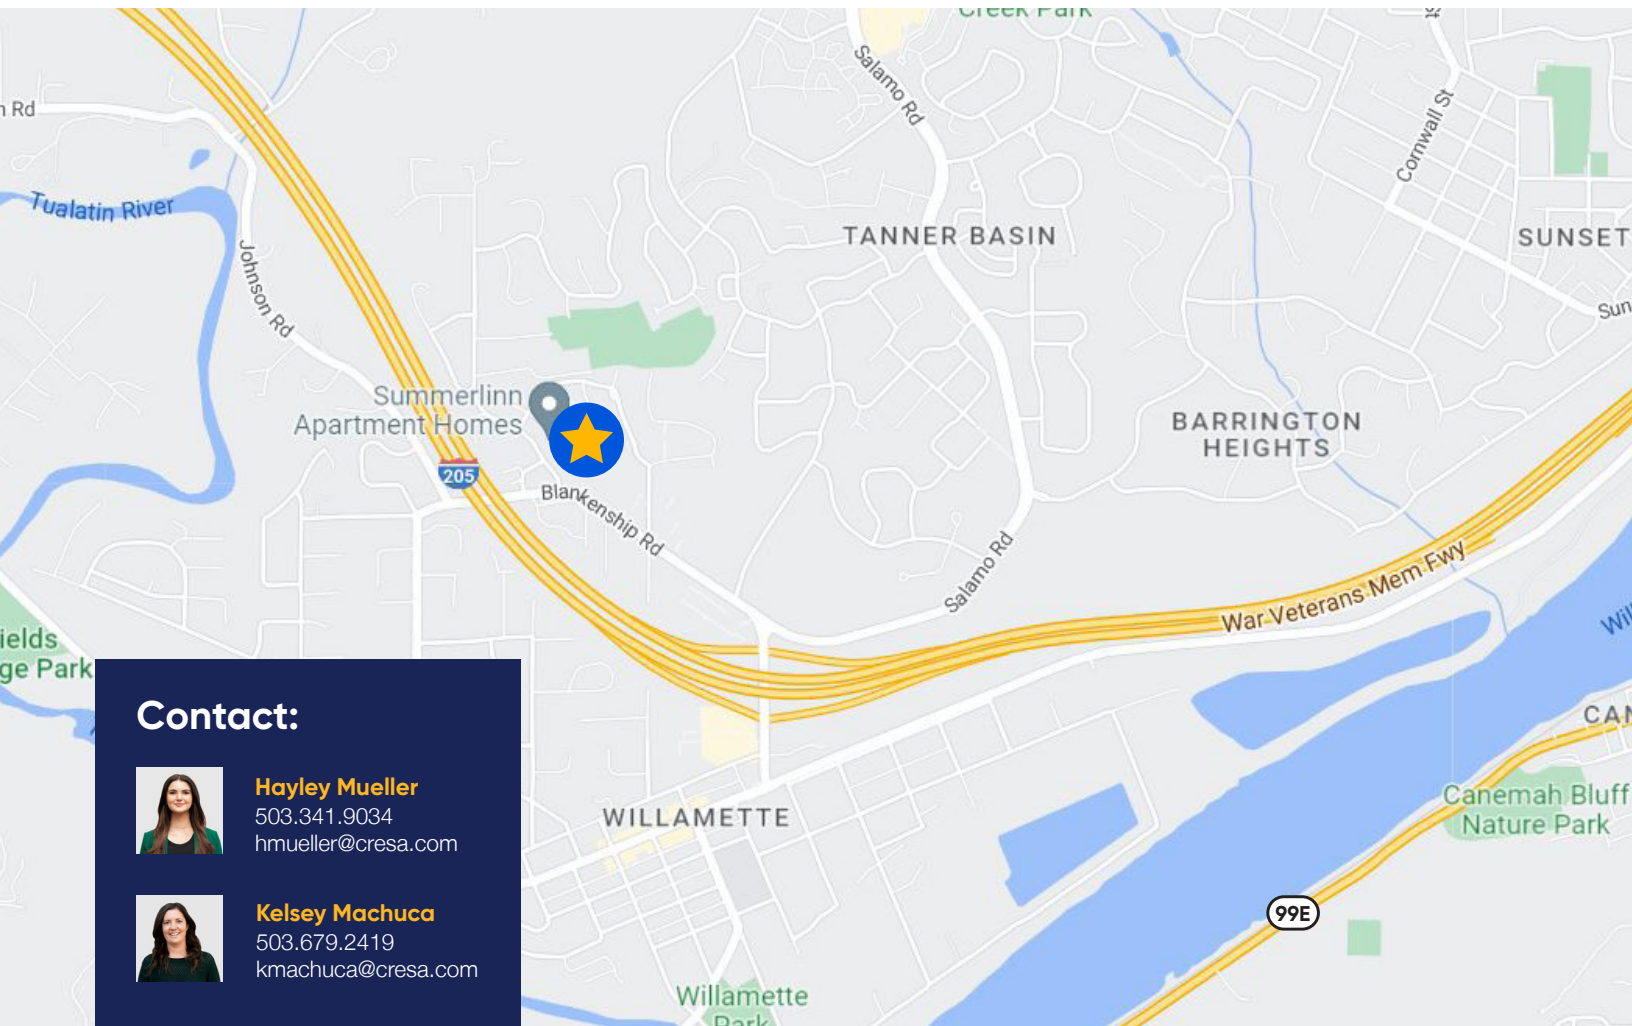 Creek Park
St
n Rd
Salamo Rd
Cornwall St
Tualatin River
Johnson Rd
TANNER BASIN
SUNSET
Sun
Summerlinn
Apartment Homes
BARRINGTON
HEIGHTS
205
Blankenship Rd
Salamo Rd
War Veterans Mem Fwy
Will
ields
ge Park
CAN
Canemah Bluff
Nature Park
WILLAMETTE
99E
Willamette
Park
Contact:
Hayley Mueller
503.341.9034
hmueller@cresa.com
Kelsey Machuca
503.679.2419
kmachuca@cresa.com